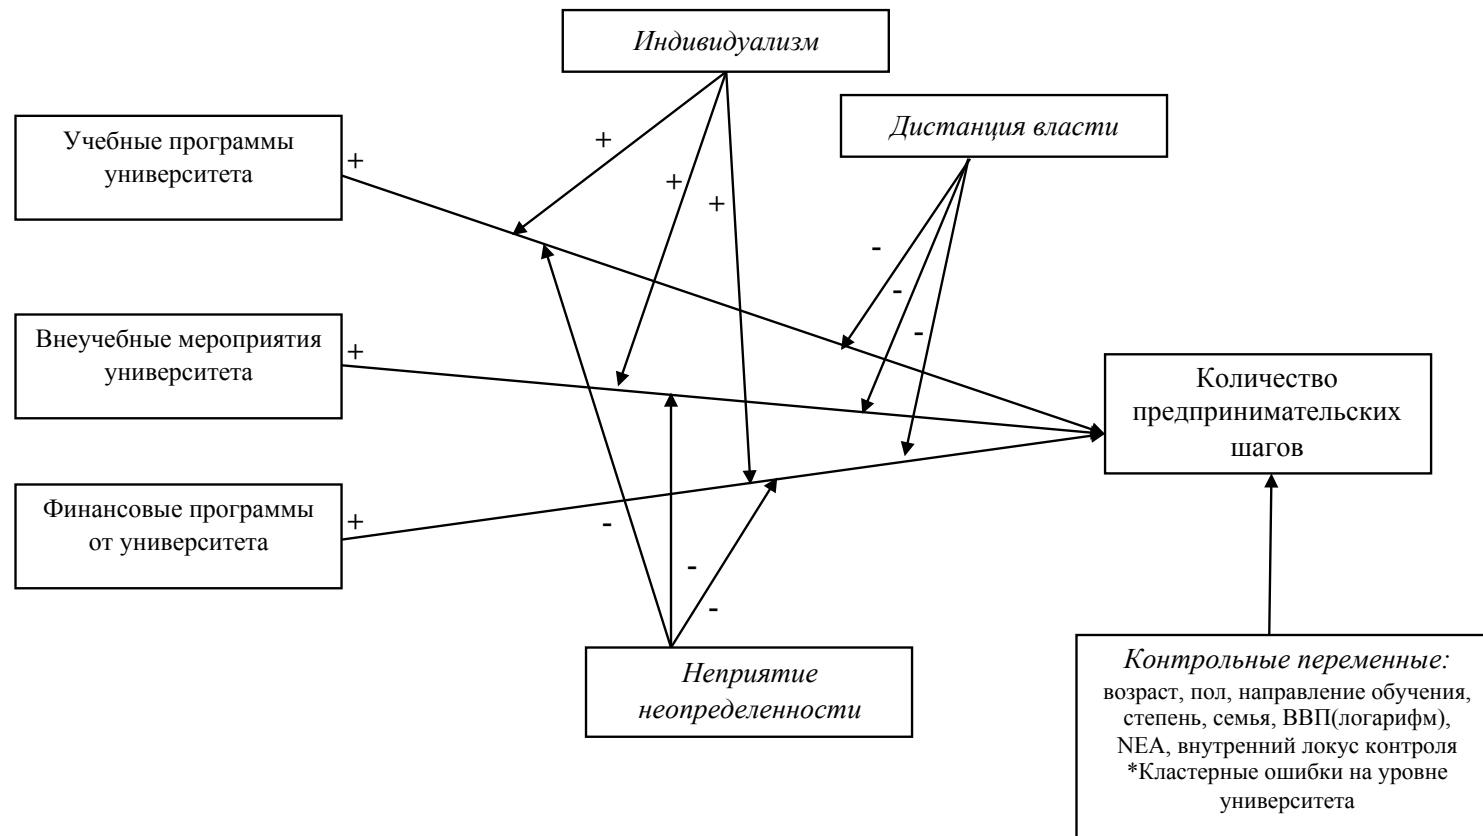 Индивидуализм
Дистанция власти
Учебные программы
университета
+
+
+
+
-
-
-
Внеучебные мероприятия
университета
+
Количество
предпринимательских
шагов
Финансовые программы
от университета
+
-
-
-
Неприятие
неопределенности
Контрольные переменные:
возраст, пол, направление обучения,
степень, семья, ВВП(логарифм),
NEA, внутренний локус контроля
*Кластерные ошибки на уровне
университета